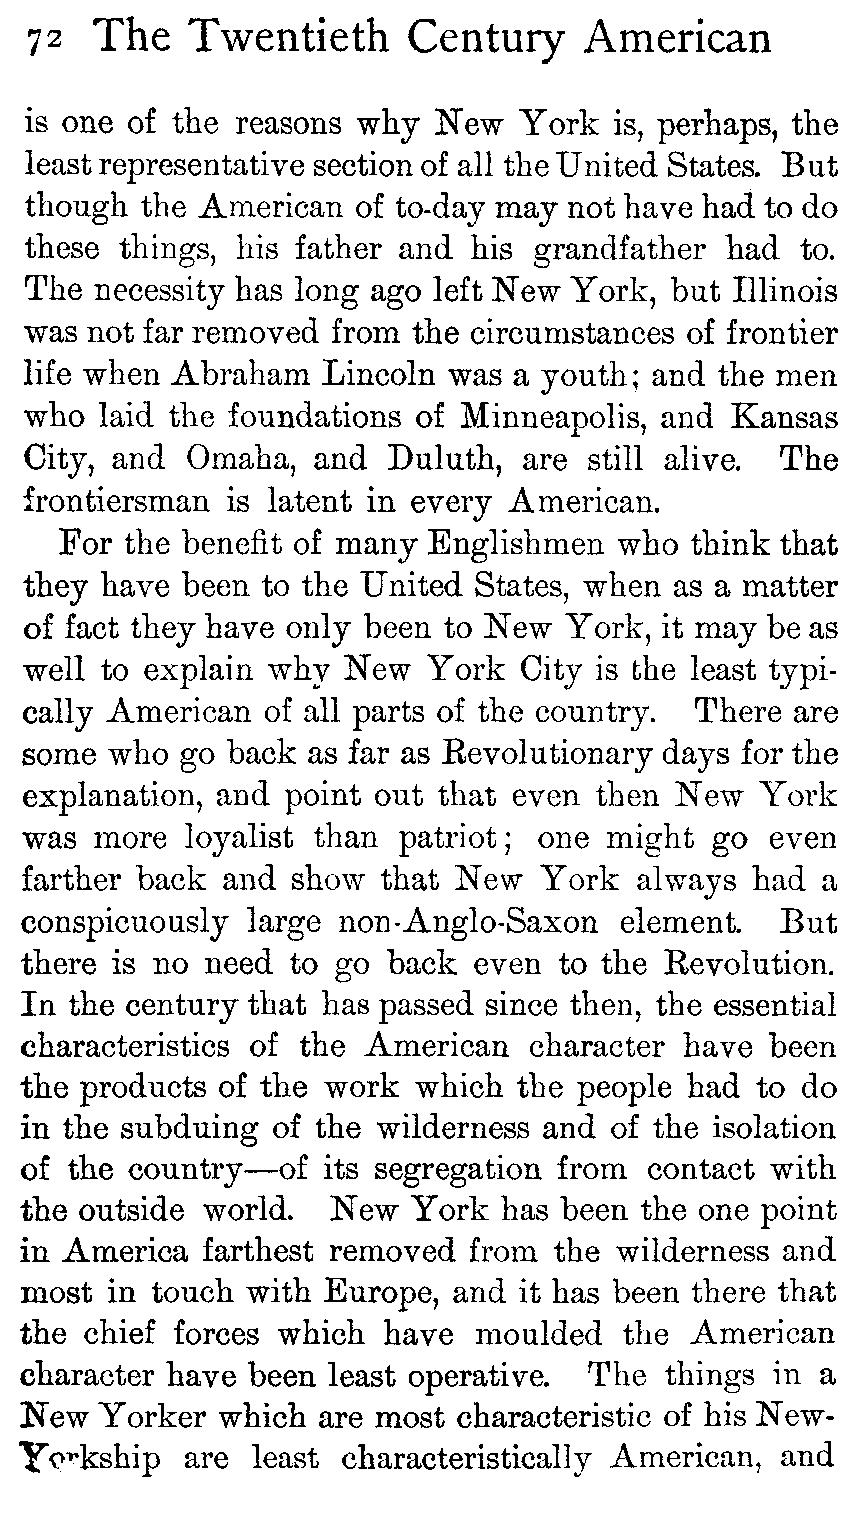 72 The Twentieth Century American
is one of the reasons why New York is, perhaps, the
least representative section of all the United States. But
though the American of to-day may not have had to do
these things, his father and his grandfather had to.
The necessity has long ago left New York, but Illinois
was not far removed from the circumstances of frontier
life when Abraham Lincoln was a youth; and the men
who laid the foundations of Minneapolis, and Kansas
City, and Omaha, and Duluth, are still alive. The
frontiersman is latent in every American.
For the benefit of many Englishmen who think that
they have been to the United States, when as a matter
of fact they have only been to New York, it may be as
well to explain why New York City is the least typi-
cally American of all parts of the country. There are
some who go back as far as Revolutionary days for the
explanation, and point out that even then New York
was more loyalist than patriot; one might go even
farther back and show that New York always had a
conspicuously large non-Anglo-Saxon element. But
there is no need to go back even to the Revolution.
In the century that has passed since then, the essential
characteristics of the American character have been
the products of the work which the people had to do
in the subduing of the wilderness and of the isolation
of the country—of its segregation from contact with
the outside world. New York has been the one point
in America farthest removed from the wilderness and
most in touch with Europe, and it has been there that
the chief forces which have moulded the American
character have been least operative. The things in a
New Yorker which are most characteristic of his New-
Yorkship are least characteristically American, and